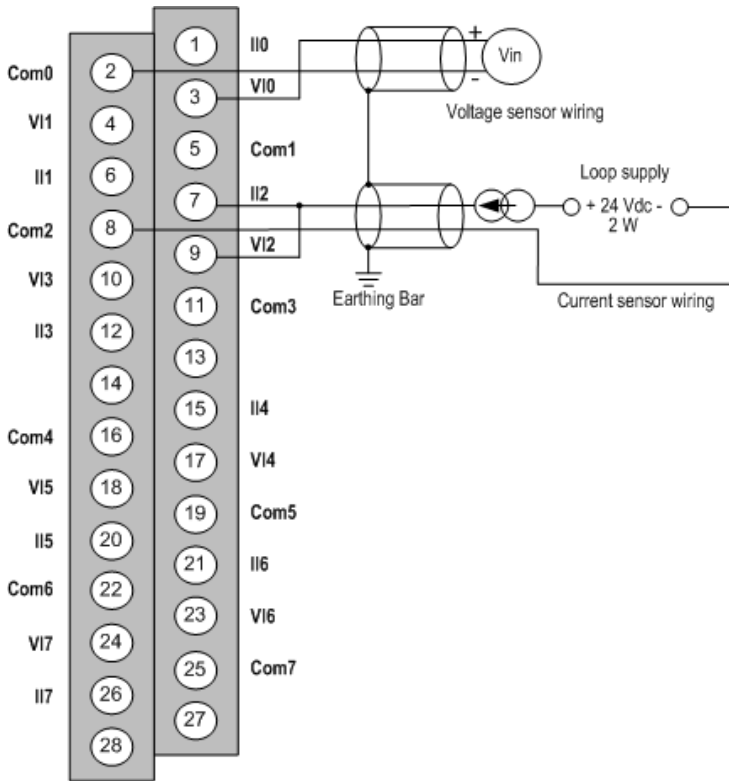 1 II0
+
Vin
Com0 2
-
3 VI0
Voltage sensor wiring
VI1 4
5 Com1
II1 6
Loop supply
7 II2
+ 24 Vdc -
2 W
Com2 8
9 VI2
VI3 10
Earthing Bar
Current sensor wiring
11 Com3
II3 12
13
14
15 II4
Com4 16
17 VI4
VI5 18
19 Com5
II5 20
21 II6
Com6 22
23 VI6
VI7 24
25 Com7
II7 26
27
28